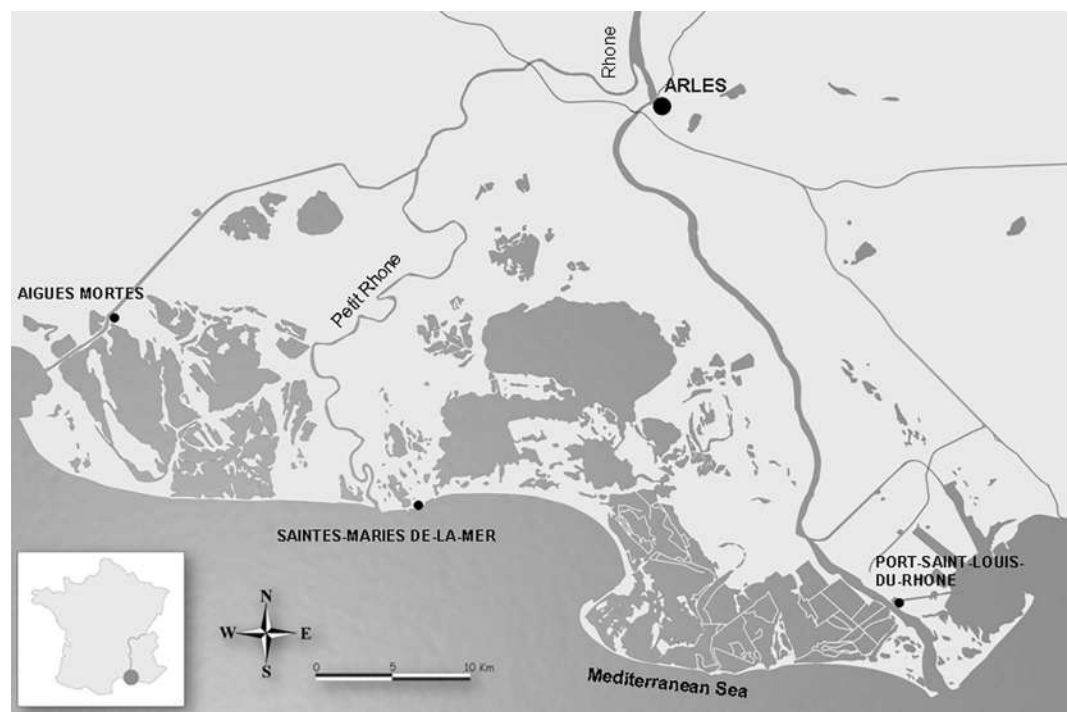 Rhone
ARLES
Petit Rhone
AIGUES MORTES
SAINTES-MARIES DE-LA-MER
PORT-SAINT-LOUIS-
DU-RHONE
N
W E
S
0 5 10 Km
Mediterranean Sea